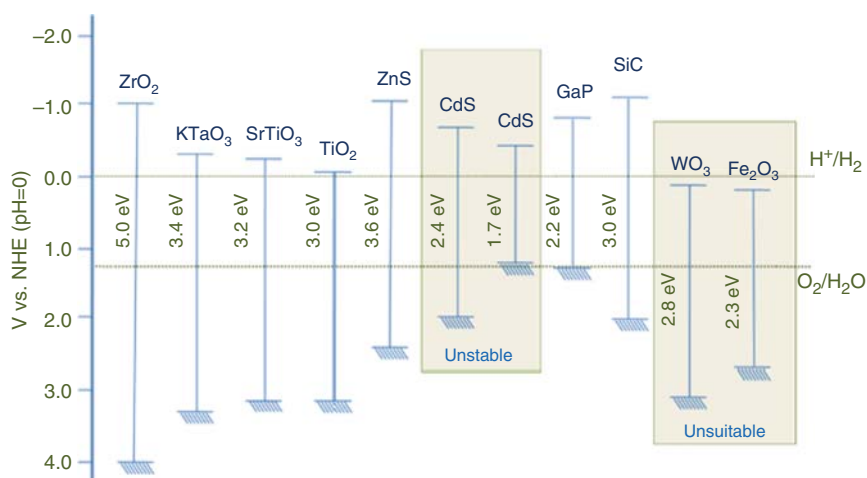 V vs. NHE (pH=0)
–2.0
–1.0
0.0
1.0
2.0
3.0
4.0
ZrO₂
5.0 eV
KTaO₃
3.4 eV
SrTiO₃
3.2 eV
TiO₂
3.0 eV
ZnS
3.6 eV
CdS
2.4 eV
CdS
1.7 eV
Unstable
GaP
2.2 eV
SiC
3.0 eV
WO₃
2.8 eV
Fe₂O₃
2.3 eV
Unsuitable
H⁺/H₂
O₂/H₂O